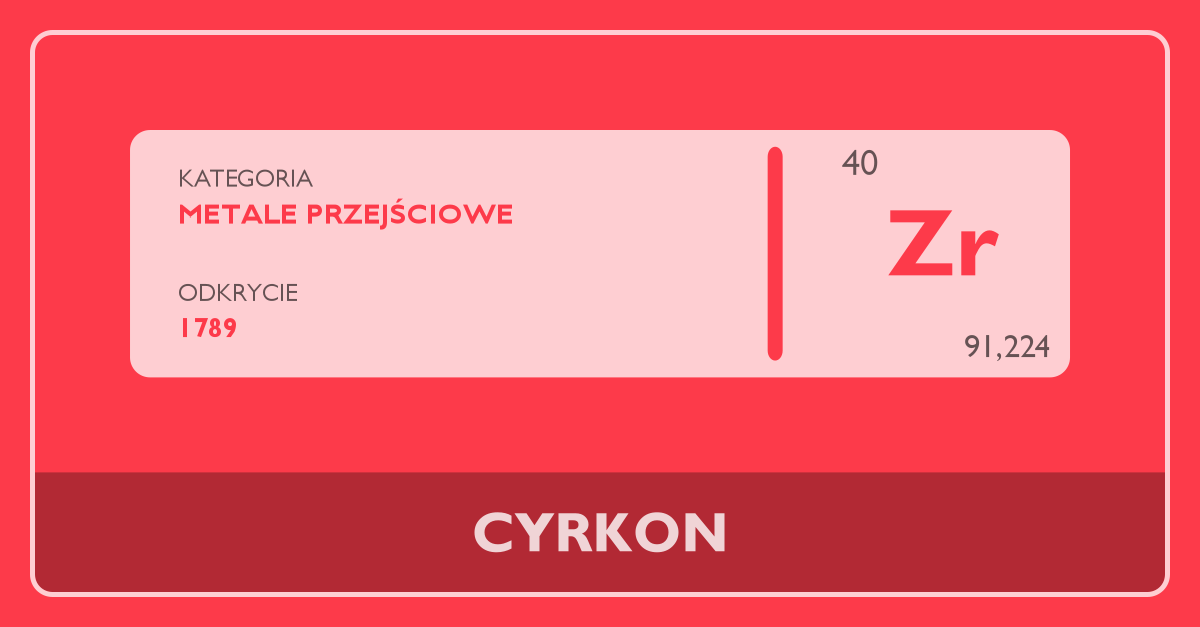 KATEGORIA
METALE PRZEJŚCIOWE
ODKRYCIE
1789
40
Zr
91,224
CYRKON